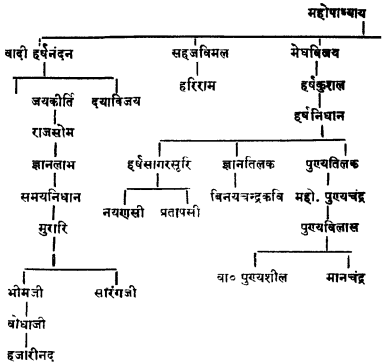 महोपाध्याय
वादी हर्षनंदन सहजविमल मेघविजय
हरिराम हर्षकुशल
जयकीर्ति दयाविजय हर्षनिधान
राजसोम
ज्ञानलाभ हर्षसागरसूरि ज्ञानतिलक पुण्यतिलक
समयनिधान नयणसी प्रतापसी विनयचन्द्रकवि महो. पुण्यचंद्र
मुरारि पुण्यविलास
भीमजी सारंगजी वा० पुण्यशील मानचंद्र
बोधाजी
हजारीनंद